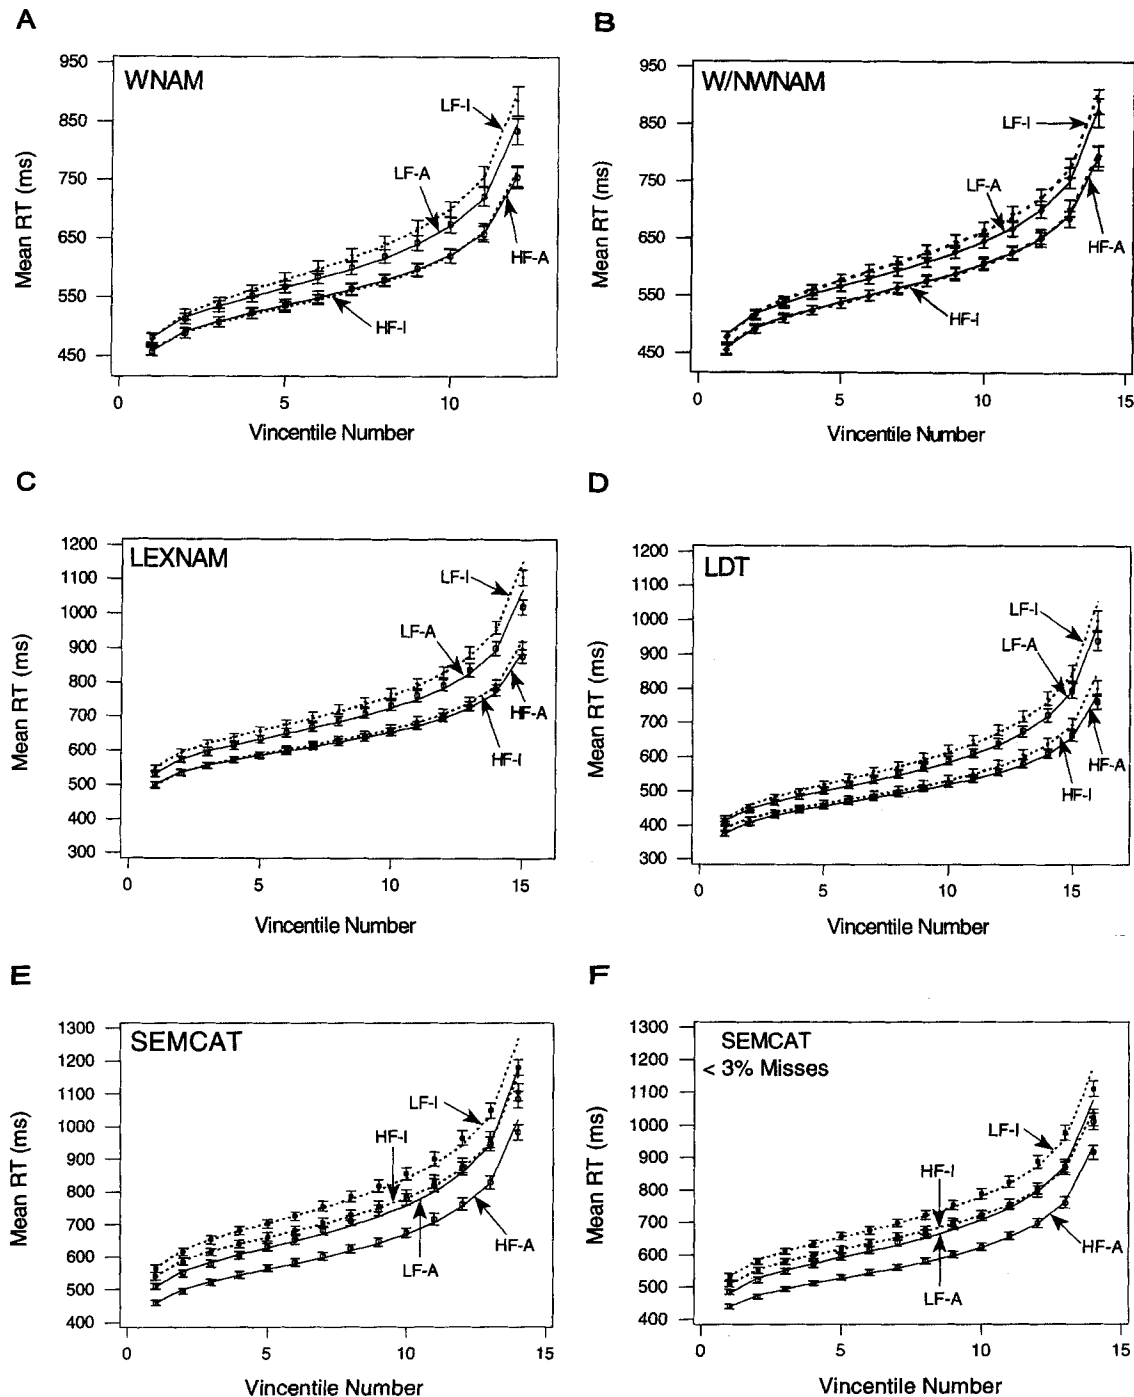 A
WNAM
950
850
750
650
550
450
Mean RT (ms)
LF-I
LF-A
HF-A
HF-I
0
5
10
Vincentile Number
B
W/NWNAM
950
850
750
650
550
450
Mean RT (ms)
LF-I
LF-A
HF-A
HF-I
0
5
10
15
Vincentile Number
C
LEXNAM
1200
1100
1000
900
800
700
600
500
400
300
Mean RT (ms)
LF-I
LF-A
HF-A
HF-I
0
5
10
15
Vincentile Number
D
LDT
1200
1100
1000
900
800
700
600
500
400
300
Mean RT (ms)
LF-I
LF-A
HF-A
HF-I
0
5
10
15
Vincentile Number
E
SEMCAT
1300
1200
1100
1000
900
800
700
600
500
400
Mean RT (ms)
LF-I
HF-I
HF-A
LF-A
0
5
10
15
Vincentile Number
F
SEMCAT
< 3% Misses
1300
1200
1100
1000
900
800
700
600
500
400
Mean RT (ms)
LF-I
HF-I
HF-A
LF-A
0
5
10
15
Vincentile Number